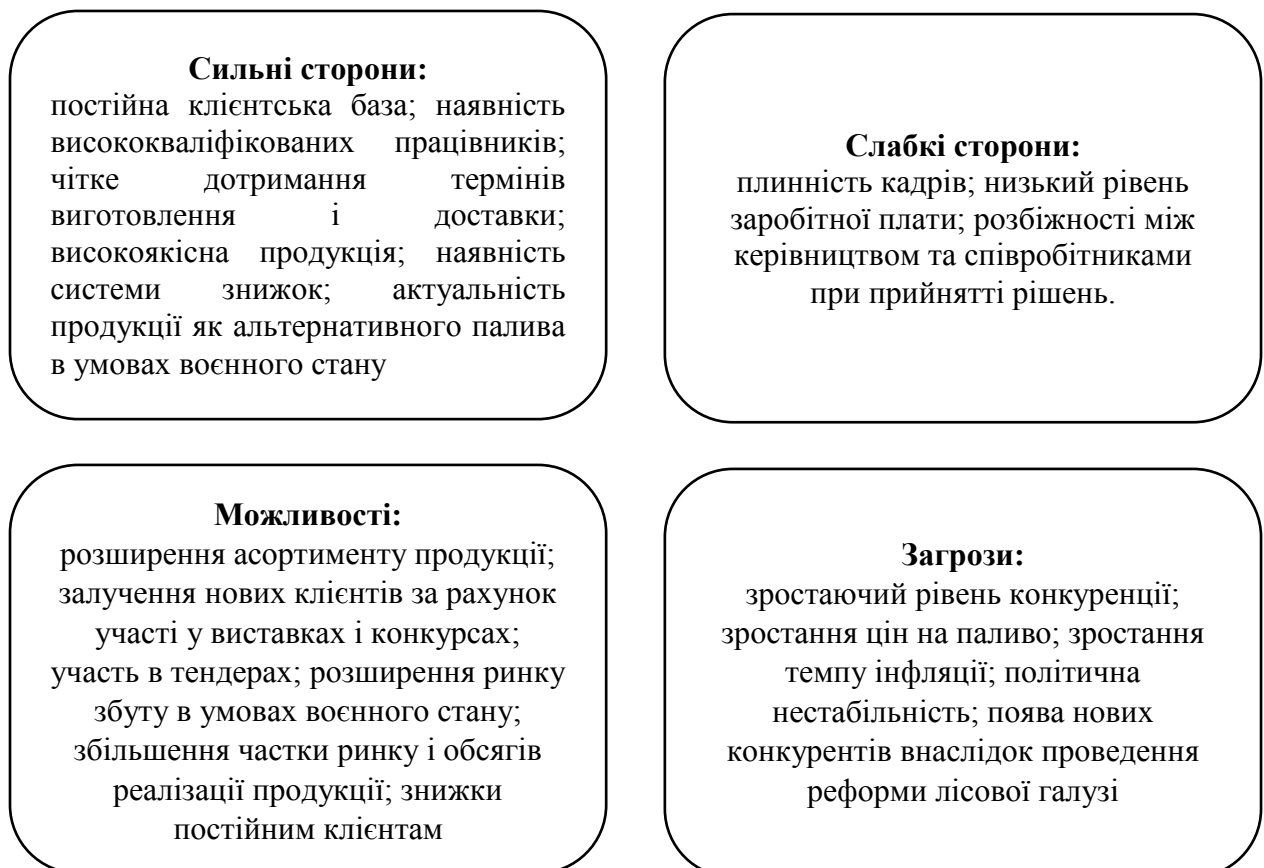 Сильні сторони:
постійна клієнтська база; наявність
висококваліфікованих працівників;
чітке дотримання термінів
виготовлення і доставки;
високоякісна продукція; наявність
системи знижок; актуальність
продукції як альтернативного палива
в умовах воєнного стану
Слабкі сторони:
плинність кадрів; низький рівень
заробітної плати; розбіжності між
керівництвом та співробітниками
при прийнятті рішень.
Можливості:
розширення асортименту продукції;
залучення нових клієнтів за рахунок
участі у виставках і конкурсах;
участь в тендерах; розширення ринку
збуту в умовах воєнного стану;
збільшення частки ринку і обсягів
реалізації продукції; знижки
постійним клієнтам
Загрози:
зростаючий рівень конкуренції;
зростання цін на паливо; зростання
темпу інфляції; політична
нестабільність; поява нових
конкурентів внаслідок проведення
реформи лісової галузі